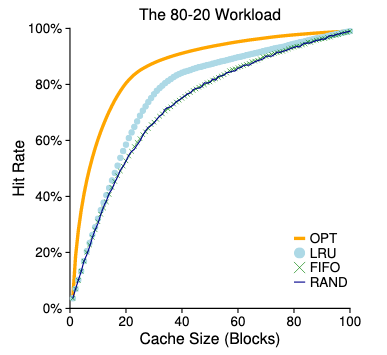 The 80-20 Workload
100%
80%
60%
40%
20%
0%
Hit Rate
0
20
40
60
80
100
Cache Size (Blocks)
OPT
LRU
FIFO
RAND